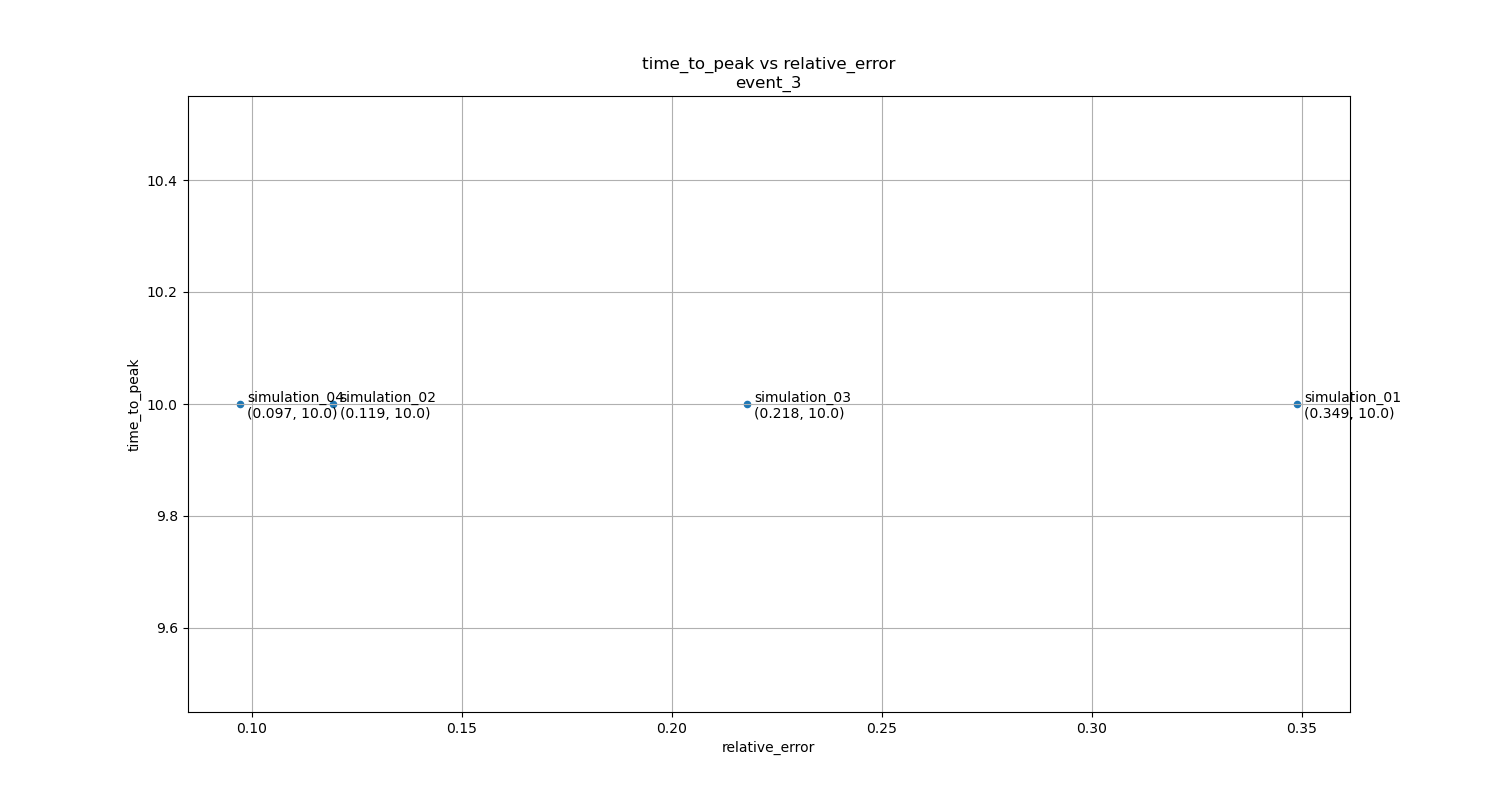 time_to_peak vs relative_error
event_3
time_to_peak
10.4
10.2
10.0
9.8
9.6
simulation_04
(0.097, 10.0)
simulation_02
(0.119, 10.0)
simulation_03
(0.218, 10.0)
simulation_01
(0.349, 10.0)
0.10
0.15
0.20
0.25
0.30
0.35
relative_error